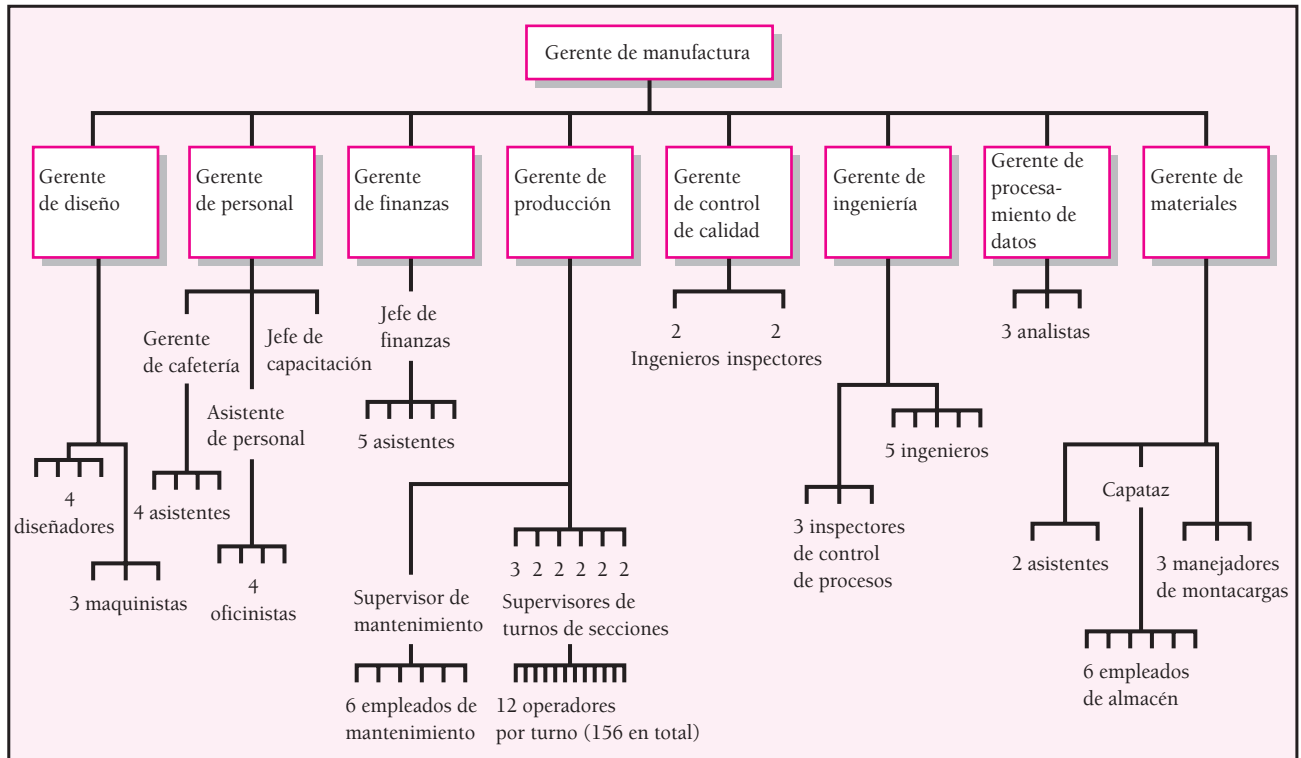 Gerente de manufactura
Gerente
de diseño
Gerente
de personal
Gerente
de finanzas
Gerente de
producción
Gerente
de control
de calidad
Gerente de
ingeniería
Gerente de
procesa-
miento de
datos
Gerente de
materiales
Gerente
de cafetería
Jefe de
capacitación
Asistente
de personal
Jefe de
finanzas
2 2
Ingenieros inspectores
3 analistas
5 asistentes
5 ingenieros
4
diseñadores
4 asistentes
3 maquinistas
4
oficinistas
Supervisor de
mantenimiento
3 2 2 2 2 2
Supervisores de
turnos de secciones
3 inspectores
de control
de procesos
Capataz
2 asistentes
3 manejadores
de montacargas
6 empleados de
mantenimiento
12 operadores
por turno (156 en total)
6 empleados
de almacén